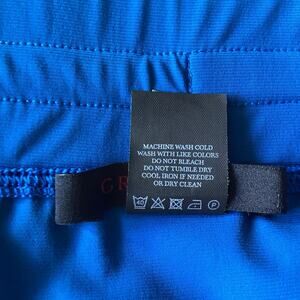 MACHINE WASH COLD
WASH WITH LIKE COLORS
DO NOT BLEACH
DO NOT TUMBLE DRY
COOL IRON IF NEEDED
OR DRY CLEAN